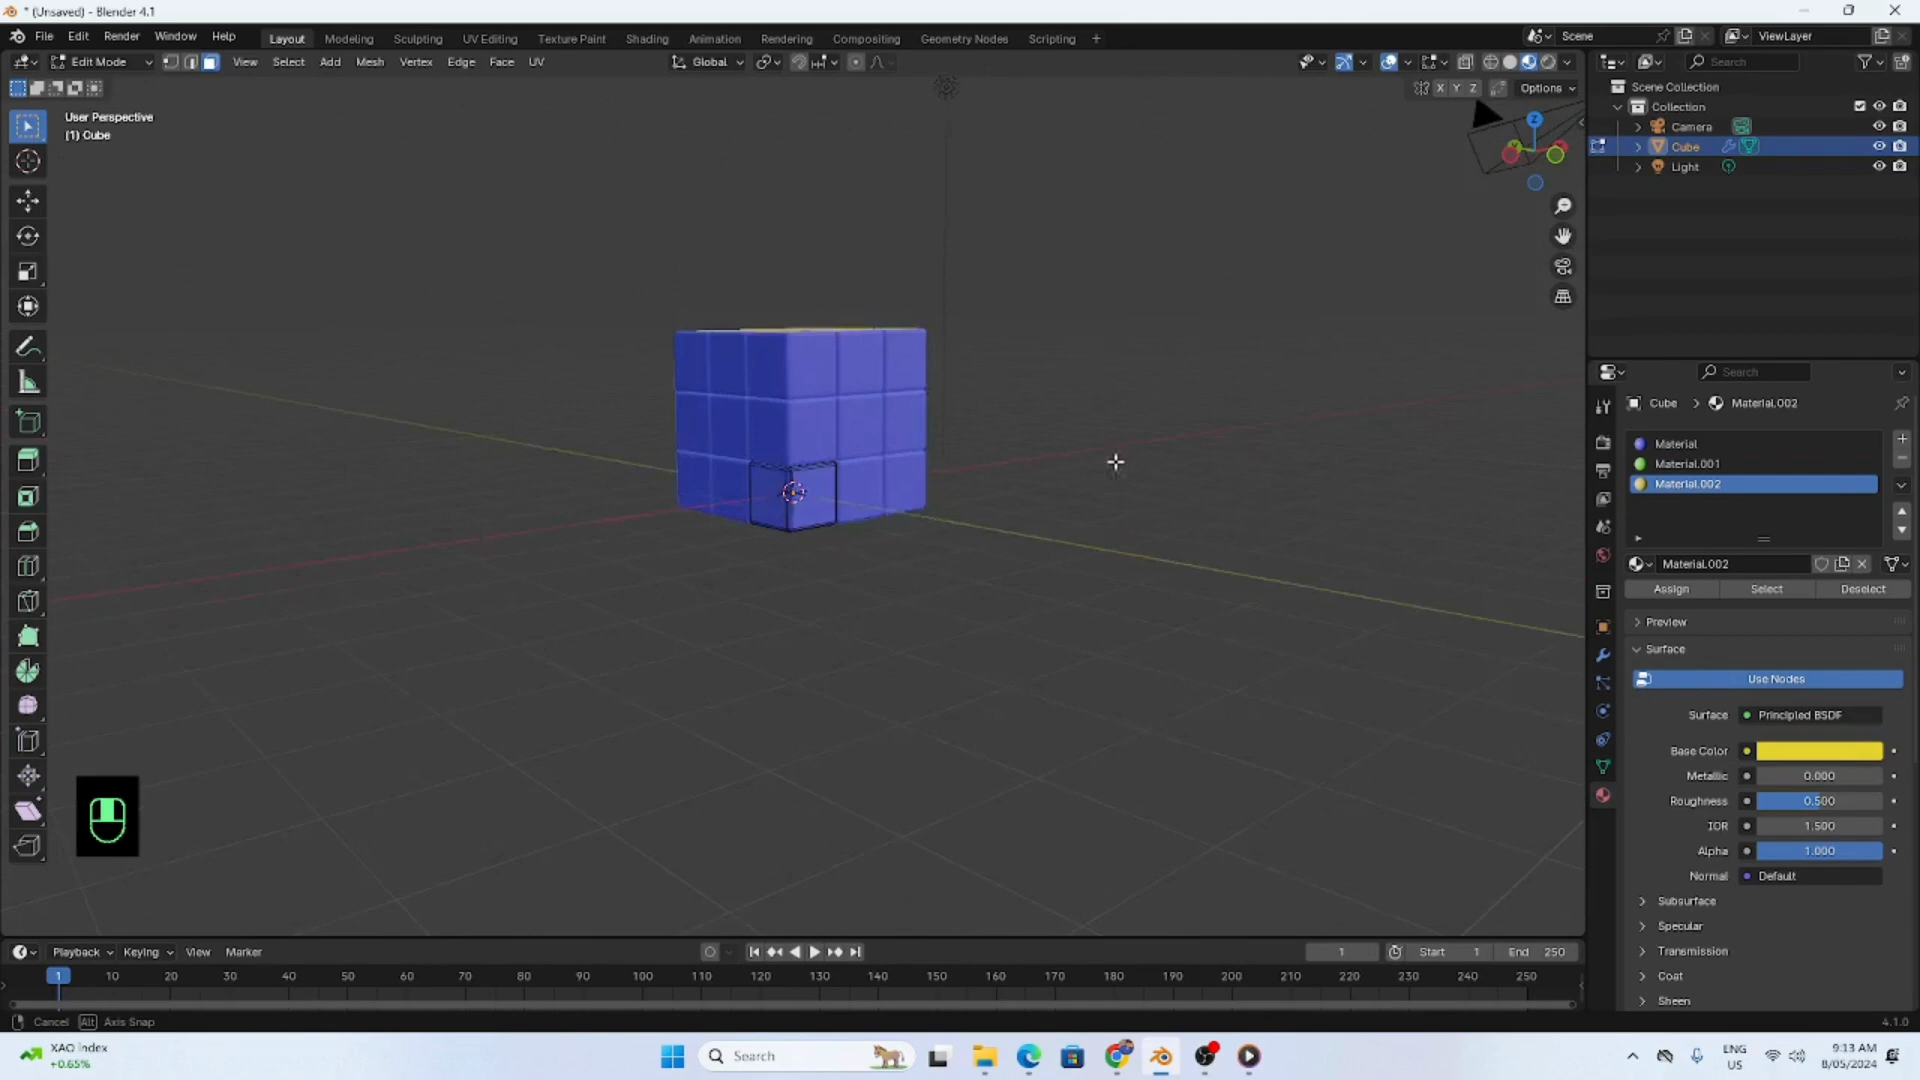 * (Unsaved) - Blender 4.1
File Edit Render Window Help Layout Modeling Sculpting UV Editing Texture Paint Shading Animation Rendering Compositing Geometry Nodes Scripting + Scene ViewLayer
Edit Mode View Select Add Mesh Vertex Edge Face UV Global Search
X Y Z Options
Scene Collection
Collection
Camera
Cube
Light
User Perspective
(1) Cube
Z
Search
Cube > Material.002
Material
Material.001
Material.002
Material.002
Assign Select Deselect
Preview
Surface
Use Nodes
Surface Principled BSDF
Base Color
Metallic 0.000
Roughness 0.500
IOR 1.500
Alpha 1.000
Normal Default
Subsurface
Specular
Transmission
Coat
Sheen
Playback Keying View Marker 1 Start 1 End 250
1 10 20 30 40 50 60 70 80 90 100 110 120 130 140 150 160 170 180 190 200 210 220 230 240 250
Cancel Alt Axis Snap 4.1.0
XAO Index
+0.65%
Search
ENG
US
9:13 AM
8/05/2024